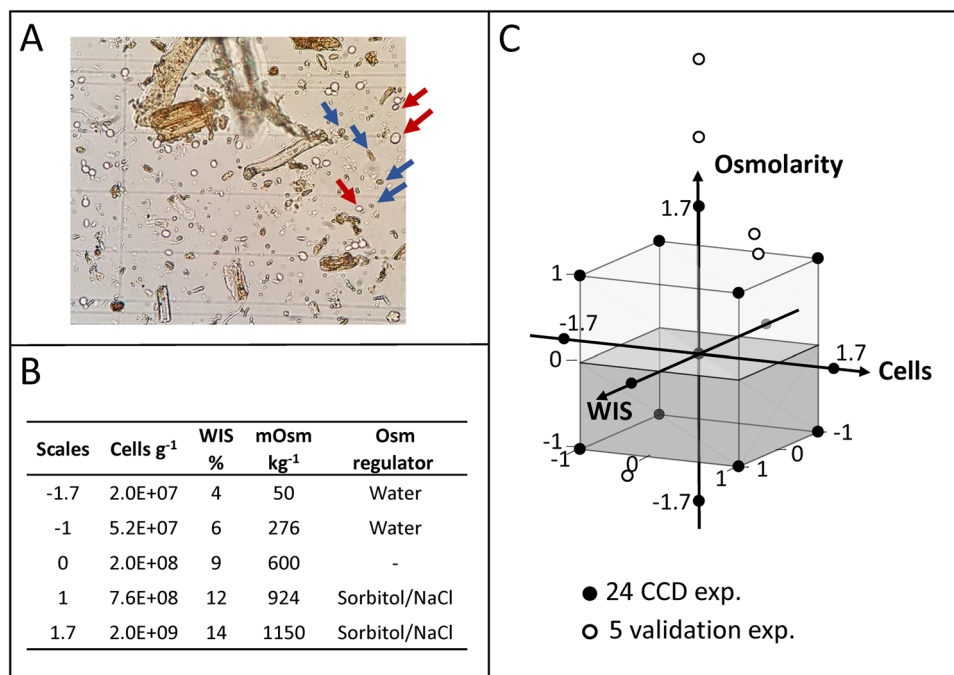 A
B
Scales Cells g-1 WIS % mOsm kg-1 Osm regulator
-1.7 2.0E+07 4 50 Water
-1 5.2E+07 6 276 Water
0 2.0E+08 9 600 -
1 7.6E+08 12 924 Sorbitol/NaCl
1.7 2.0E+09 14 1150 Sorbitol/NaCl
C
Osmolarity
1.7
1
-1.7
0
1.7
Cells
WIS
-1
-1
0
1
1
0
-1
-1.7
24 CCD exp.
5 validation exp.